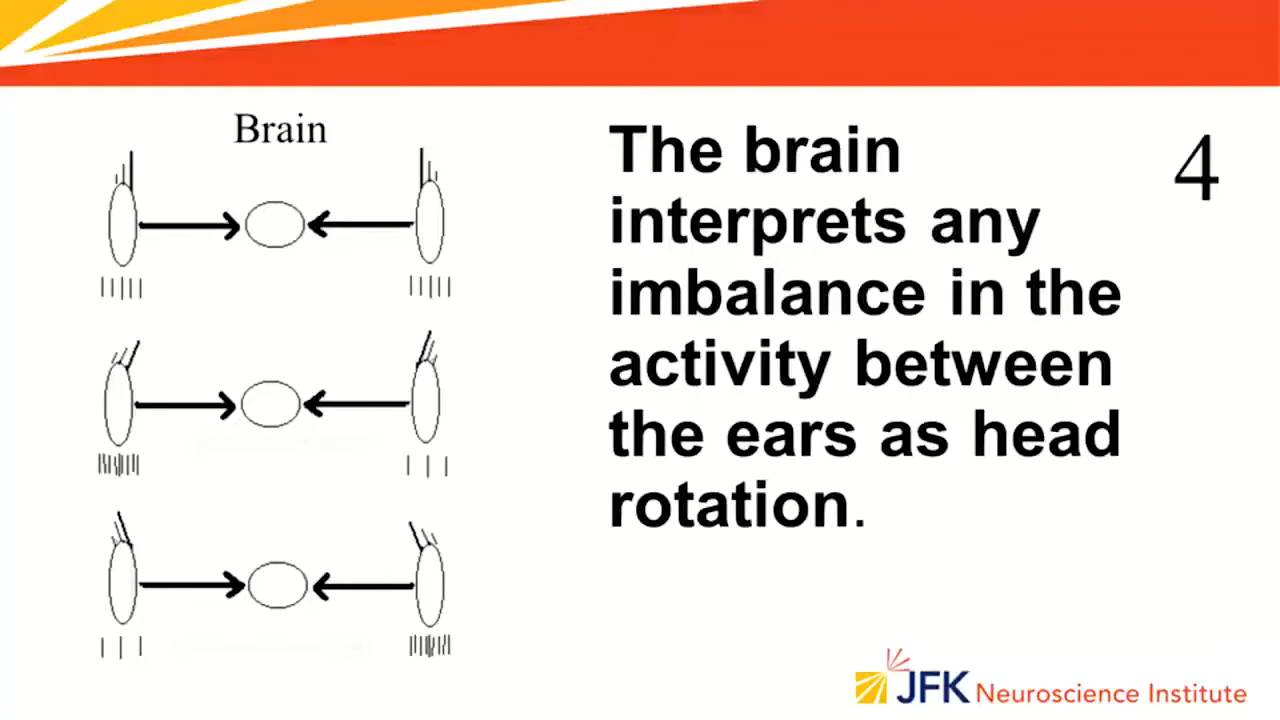 Brain
The brain
interprets any
imbalance in the
activity between
the ears as head
rotation.
4
JFK Neuroscience Institute